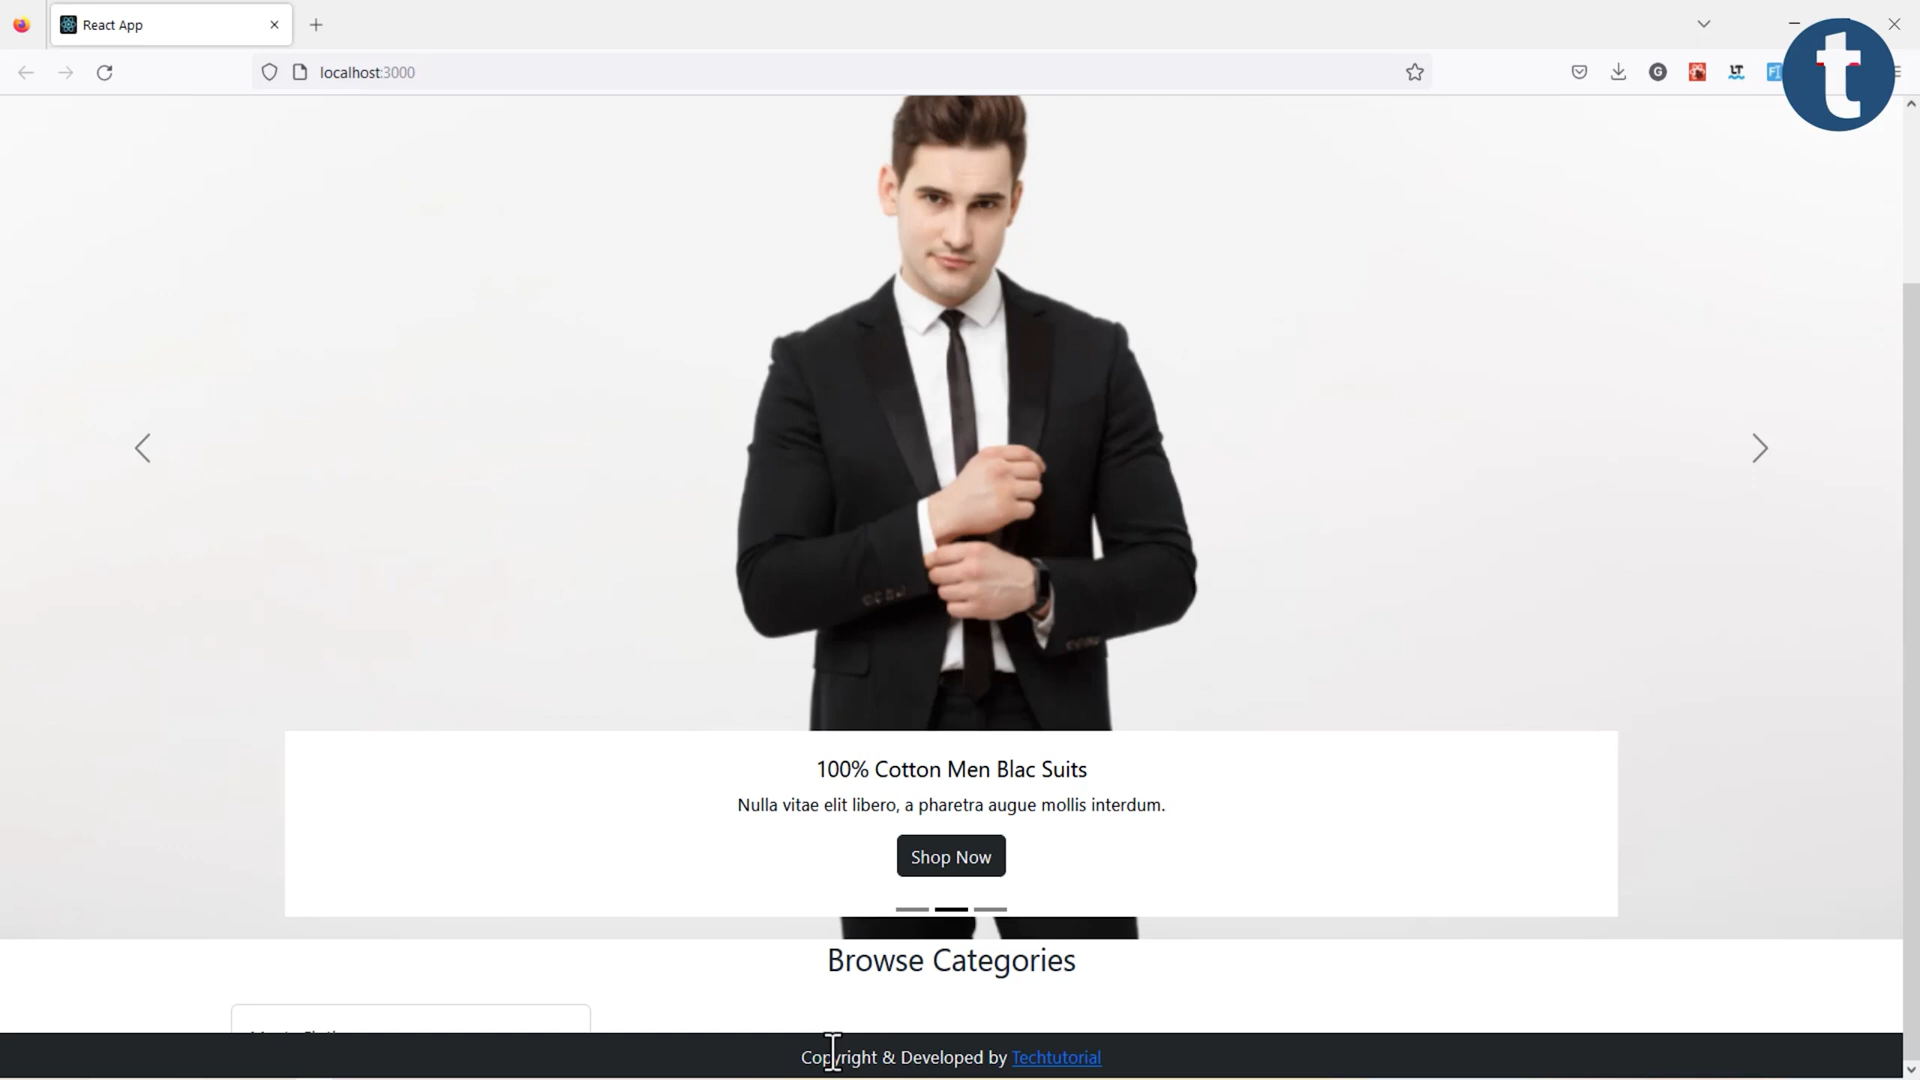 React App
localhost:3000
G
LT
t
100% Cotton Men Blac Suits
Nulla vitae elit libero, a pharetra augue mollis interdum.
Shop Now
Browse Categories
Copyright & Developed by Techtutorial